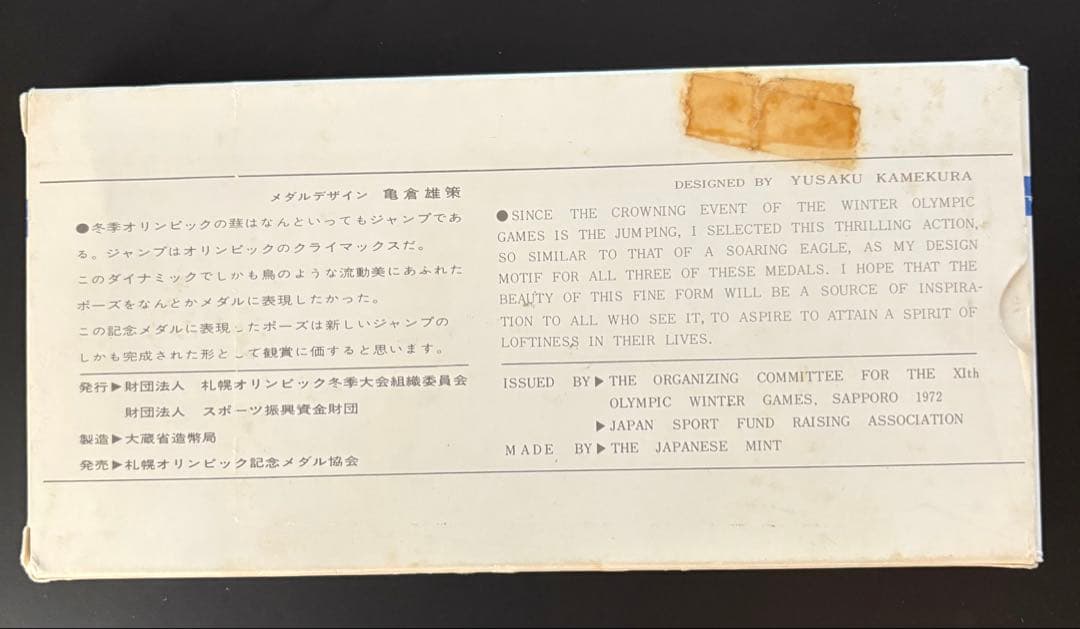 メダルデザイン 亀倉雄策
●冬季オリンピックの華はなんといってもジャンプであ
る。ジャンプはオリンピックのクライマックスだ。
このダイナミックでしかも鳥のような流動美にあふれた
ポーズをなんとかメダルに表現したかった。
この記念メダルに表現したポーズは新しいジャンプの
しかも完成された形として観賞に価すると思います。
発行▶財団法人 札幌オリンピック冬季大会組織委員会
財団法人 スポーツ振興資金財団
製造▶大蔵省造幣局
発売▶札幌オリンピック記念メダル協会
DESIGNED BY YUSAKU KAMEKURA
●SINCE THE CROWNING EVENT OF THE WINTER OLYMPIC
GAMES IS THE JUMPING, I SELECTED THIS THRILLING ACTION,
SO SIMILAR TO THAT OF A SOARING EAGLE, AS MY DESIGN
MOTIF FOR ALL THREE OF THESE MEDALS. I HOPE THAT THE
BEAUTY OF THIS FINE FORM WILL BE A SOURCE OF INSPIRA-
TION TO ALL WHO SEE IT, TO ASPIRE TO ATTAIN A SPIRIT OF
LOFTINESS IN THEIR LIVES.
ISSUED BY▶THE ORGANIZING COMMITTEE FOR THE XIth
OLYMPIC WINTER GAMES, SAPPORO 1972
▶JAPAN SPORT FUND RAISING ASSOCIATION
MADE BY▶THE JAPANESE MINT